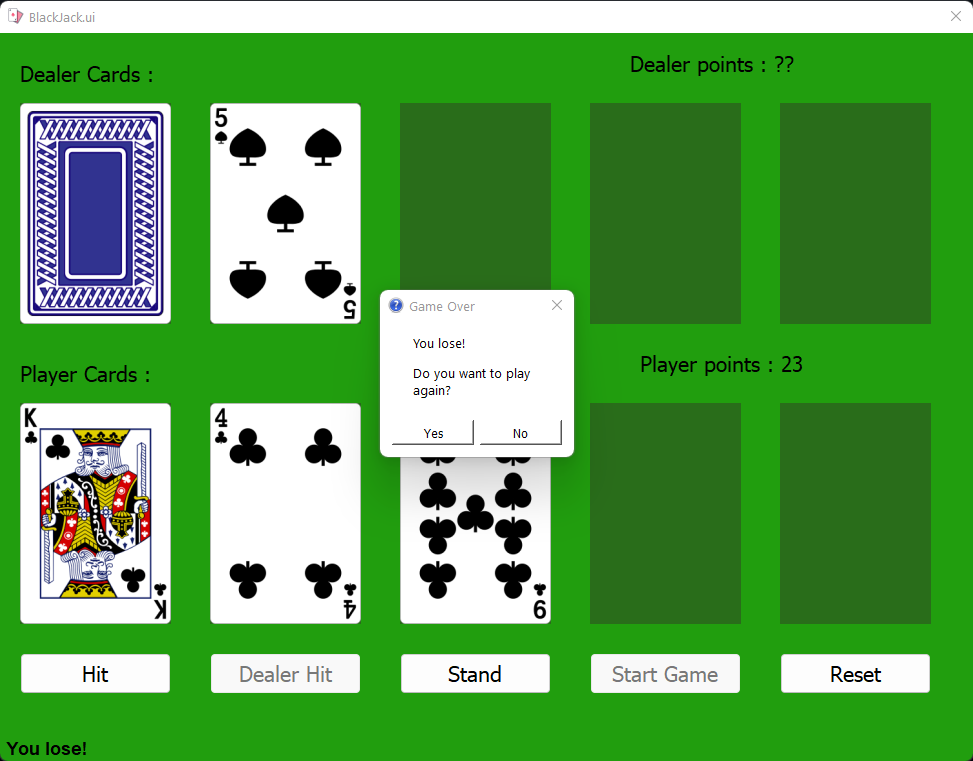 BlackJack.ui
Dealer Cards :
Dealer points : ??
5
5
Game Over
You lose!
Do you want to play
again?
Yes
No
Player Cards :
Player points : 23
K
4
K
4
9
Hit
Dealer Hit
Stand
Start Game
Reset
You lose!